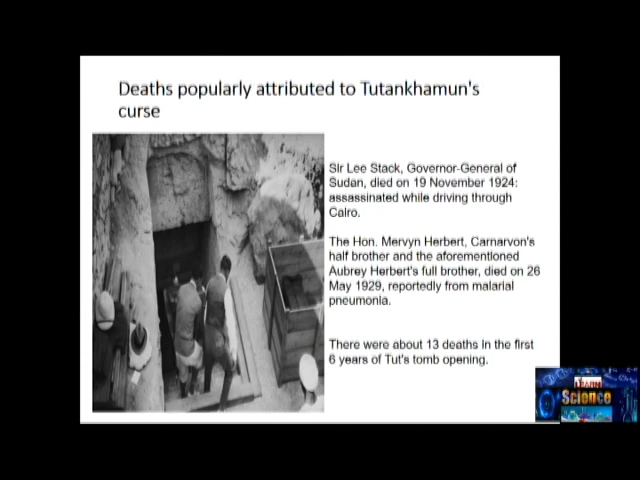 Deaths popularly attributed to Tutankhamun's
curse
Sir Lee Stack, Governor-General of
Sudan, died on 19 November 1924:
assassinated while driving through
Cairo.
The Hon. Mervyn Herbert, Carnarvon's
half brother and the aforementioned
Aubrey Herbert's full brother, died on 26
May 1929, reportedly from malarial
pneumonia.
There were about 13 deaths in the first
6 years of Tut's tomb opening.
LEARN
Science